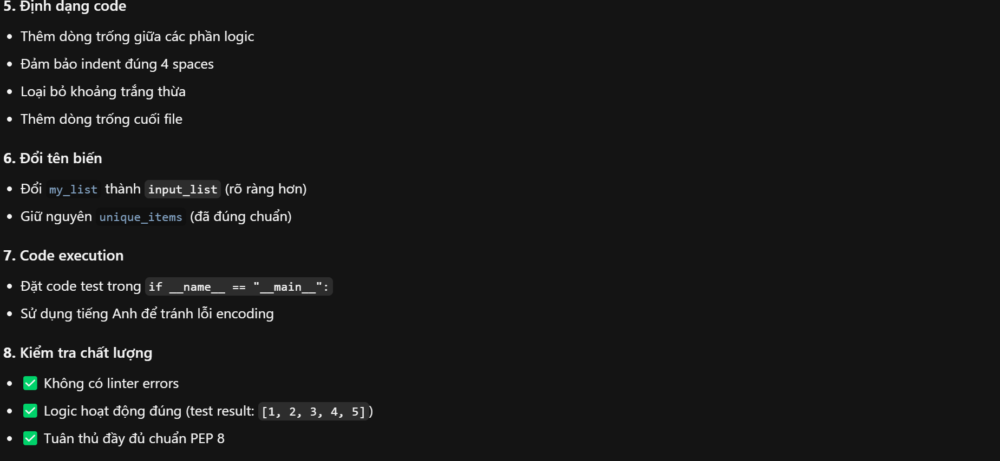 5. Định dạng code
• Thêm dòng trống giữa các phần logic
• Đảm bảo indent đúng 4 spaces
• Loại bỏ khoảng trắng thừa
• Thêm dòng trống cuối file
6. Đổi tên biến
• Đổi my_list thành input_list (rõ ràng hơn)
• Giữ nguyên unique_items (đã đúng chuẩn)
7. Code execution
• Đặt code test trong if __name__ == "__main__":
• Sử dụng tiếng Anh để tránh lỗi encoding
8. Kiểm tra chất lượng
• ✅ Không có linter errors
• ✅ Logic hoạt động đúng (test result: [1, 2, 3, 4, 5])
• ✅ Tuân thủ đầy đủ chuẩn PEP 8